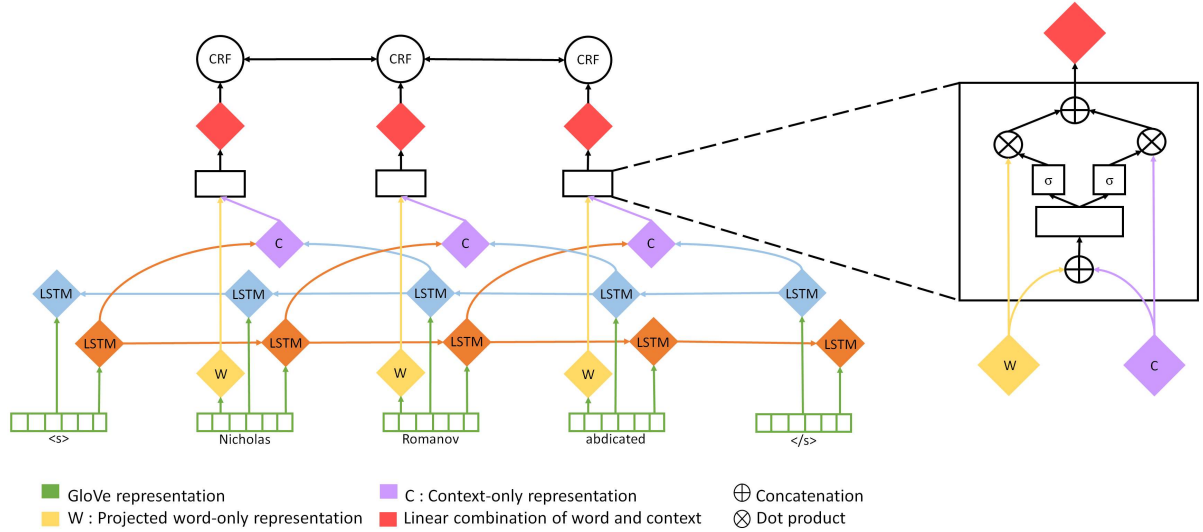 CRF CRF CRF
C C C
LSTM LSTM LSTM LSTM LSTM
LSTM LSTM LSTM LSTM LSTM
W W W
<s> Nicholas Romanov abdicated </s>
σ σ
W C
GloVe representation
W : Projected word-only representation
C : Context-only representation
Linear combination of word and context
Concatenation
Dot product